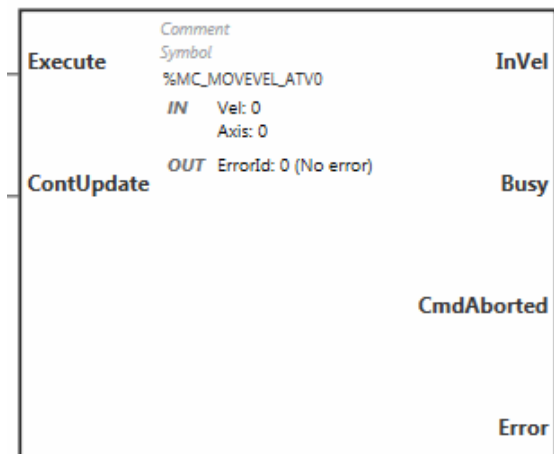 Comment
Execute
Symbol
InVel
%MC_MOVEVEL_ATV0
IN Vel: 0
Axis: 0
OUT ErrorId: 0 (No error)
ContUpdate
Busy
CmdAborted
Error